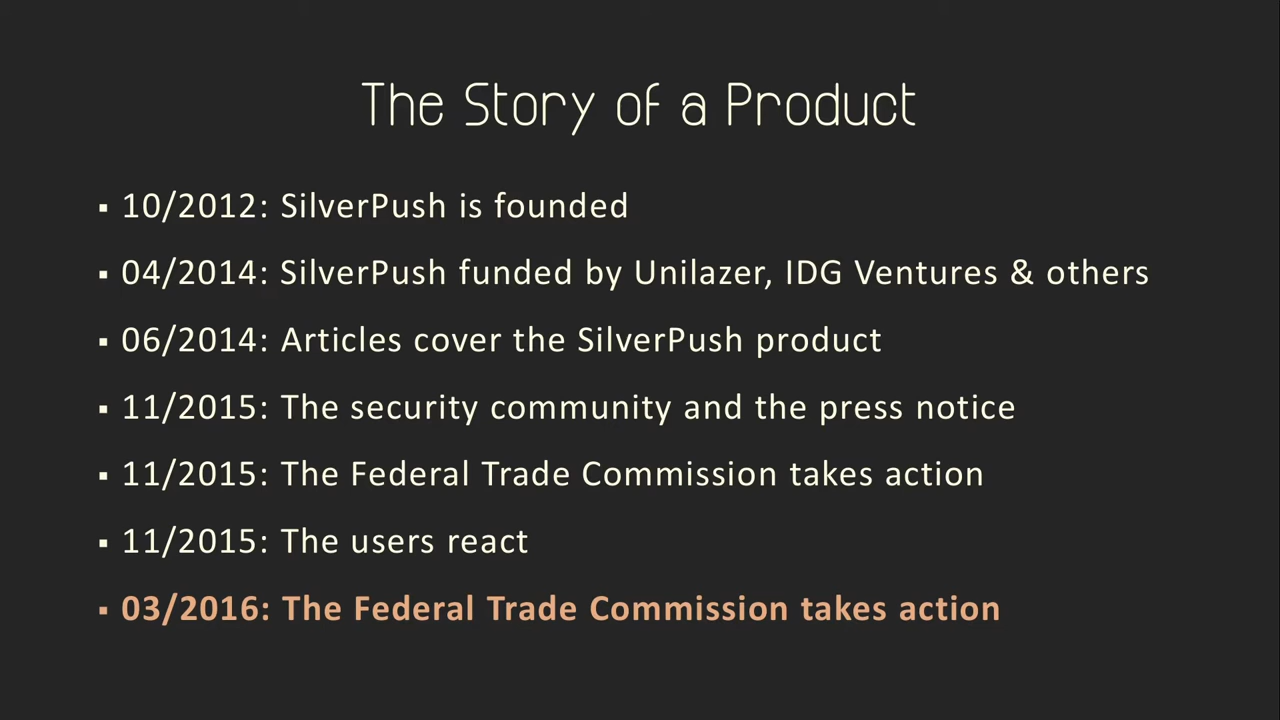 The Story of a Product
▪ 10/2012: SilverPush is founded
▪ 04/2014: SilverPush funded by Unilazer, IDG Ventures & others
▪ 06/2014: Articles cover the SilverPush product
▪ 11/2015: The security community and the press notice
▪ 11/2015: The Federal Trade Commission takes action
▪ 11/2015: The users react
▪ 03/2016: The Federal Trade Commission takes action